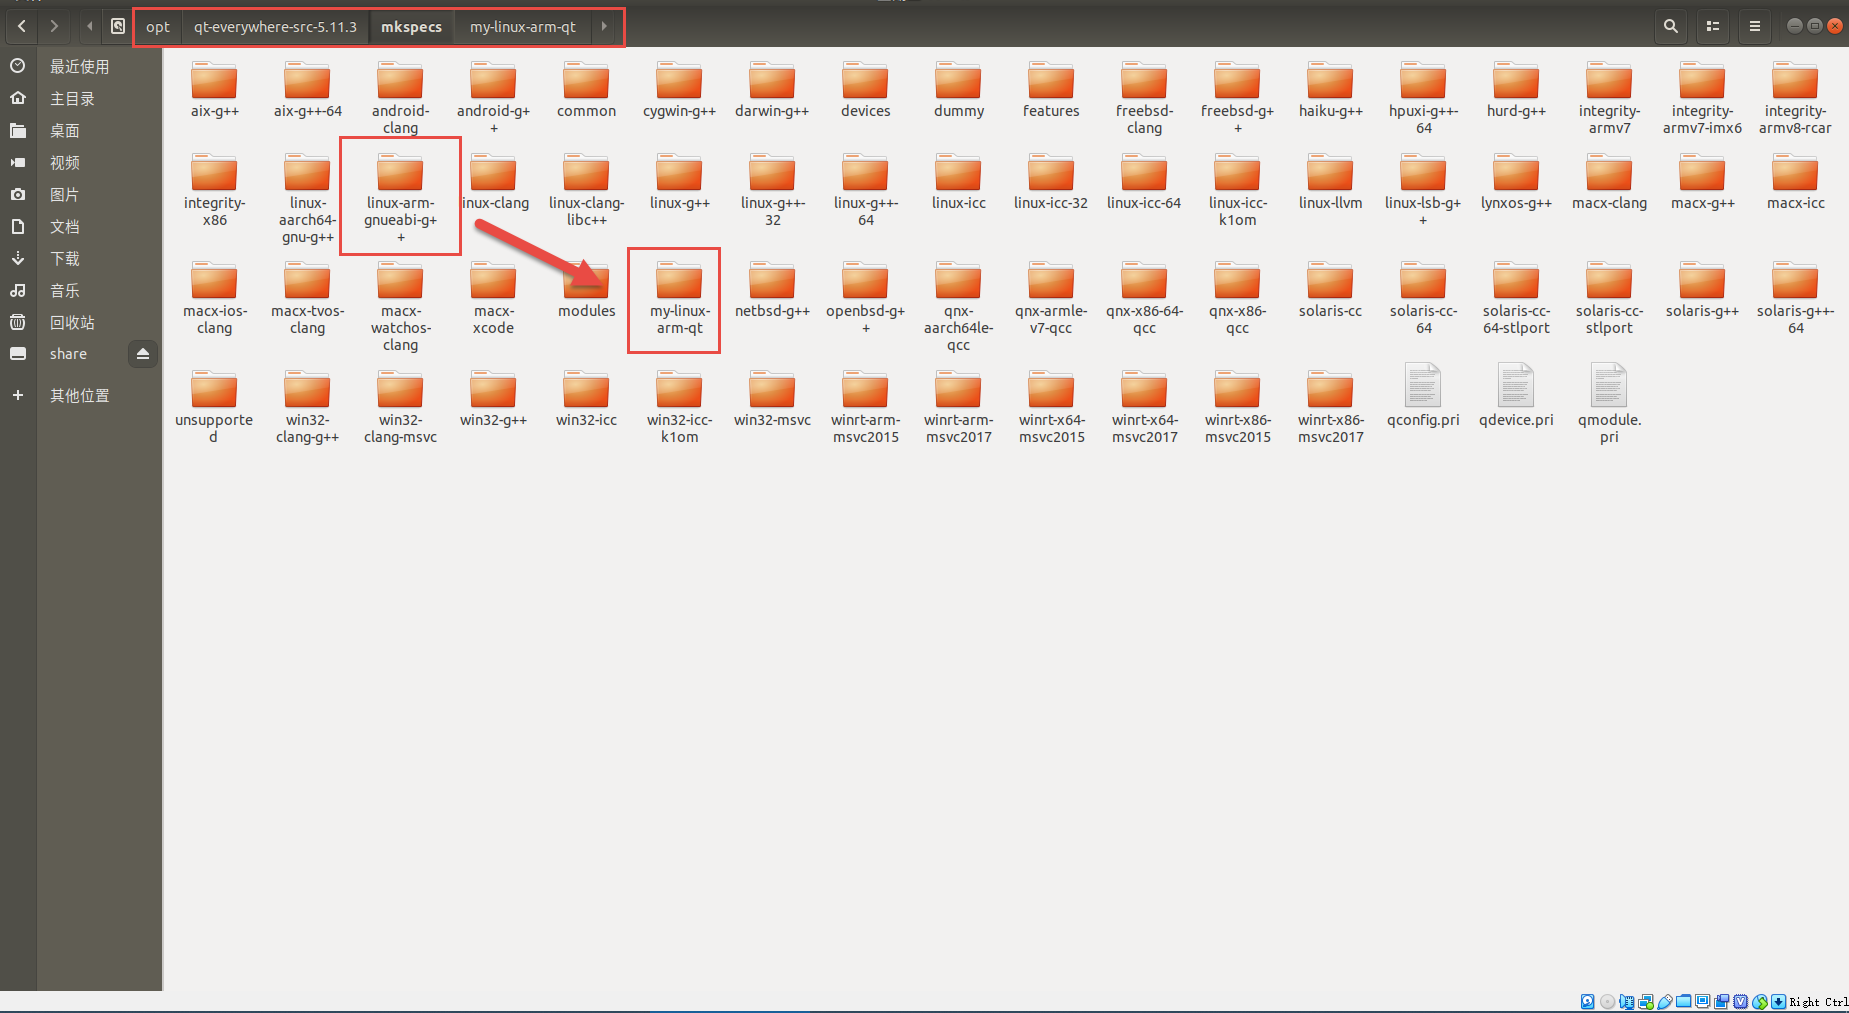 opt qt-everywhere-src-5.11.3 mkspecs my-linux-arm-qt
最近使用
主目录
桌面
视频
图片
文档
下载
音乐
回收站
share
其他位置
aix-g++ aix-g++-64 android- android-g+ common cygwin-g++ darwin-g++ devices dummy features freebsd- freebsd-g+ haiku-g++ hpuxi-g++- hurd-g++ integrity- integrity- integrity-
clang + clang + 64 armv7 armv7-imx6 armv8-rcar
integrity- linux- linux-arm- inux-clang linux-clang- linux-g++ linux-g++- linux-g++- linux-icc linux-icc-32 linux-icc-64 linux-icc- linux-llvm linux-lsb-g+ lynxos-g++ macx-clang macx-g++ macx-icc
x86 aarch64- gnueabi-g+ libc++ 32 64 k1om +
gnu-g++ +
macx-ios- macx-tvos- macx- macx- modules my-linux- netbsd-g++ openbsd-g+ qnx- qnx-armle- qnx-x86-64- qnx-x86- solaris-cc solaris-cc- solaris-cc- solaris-cc- solaris-g++ solaris-g++-
clang clang watchos- xcode arm-qt + aarch64le- v7-qcc qcc qcc 64 64-stlport stlport 64
clang qcc
unsupporte win32- win32- win32-g++ win32-icc win32-icc- win32-msvc winrt-arm- winrt-arm- winrt-x64- winrt-x64- winrt-x86- winrt-x86- qconfig.pri qdevice.pri qmodule.
d clang-g++ clang-msvc k1om msvc2015 msvc2017 msvc2015 msvc2017 msvc2015 msvc2017 pri
Right Ctrl